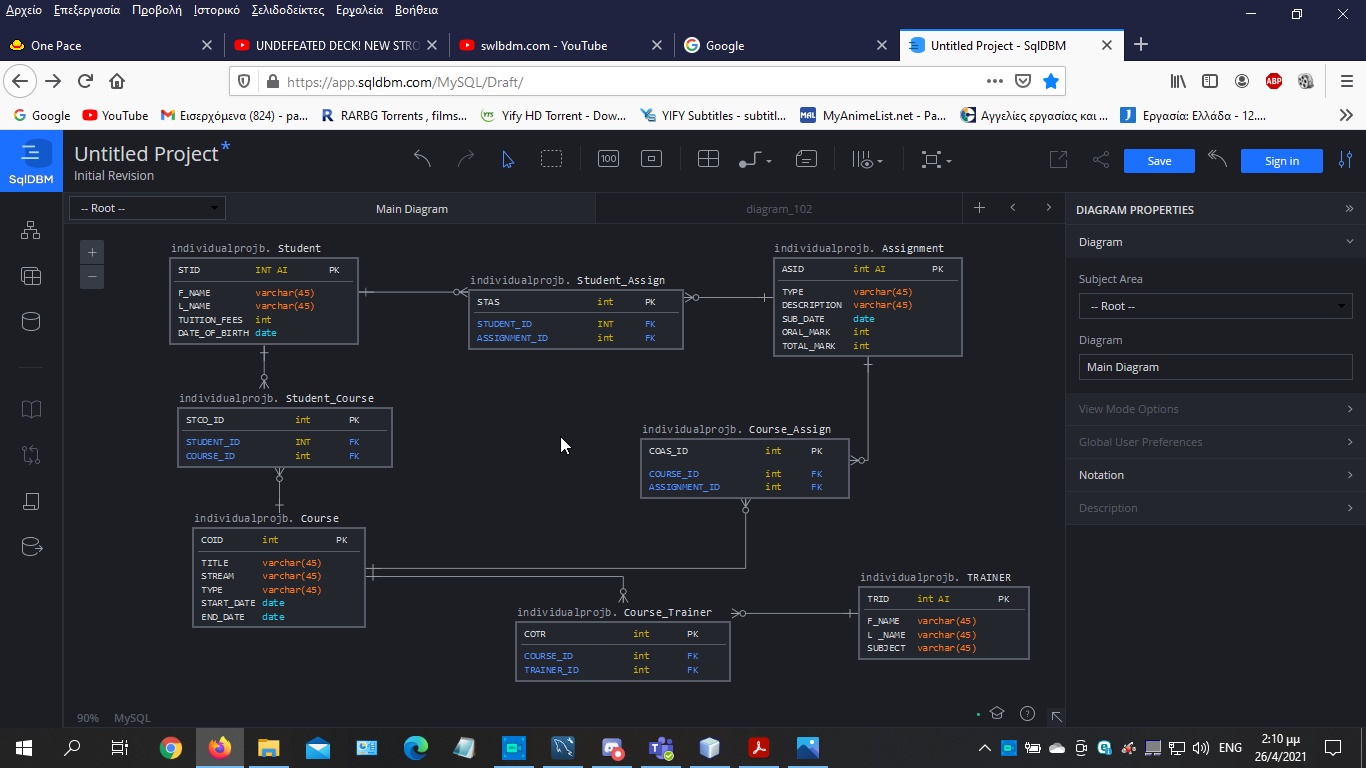 Αρχείο Επεξεργασία Προβολή Ιστορικό Σελιδοδείκτες Εργαλεία Βοήθεια
One Pace
UNDEFEATED DECK! NEW STRO
swlbdm.com - YouTube
Google
Untitled Project - SqlDBM
https://app.sqldbm.com/MySQL/Draft/
ABP
Google
YouTube
Εισερχόμενα (824) - pa...
RARBG Torrents , films...
Yify HD Torrent - Dow...
YIFY Subtitles - subtitl...
MyAnimeList.net - Pa...
Αγγελίες εργασίας και ...
Εργασία: Ελλάδα - 12....
SqlDBM
Untitled Project*
Initial Revision
100
Save
Sign in
-- Root --
Main Diagram
diagram_102
DIAGRAM PROPERTIES
Diagram
Subject Area
-- Root --
Diagram
Main Diagram
View Mode Options
Global User Preferences
Notation
Description
individualprojb. Student
STID INT AI PK
F_NAME varchar(45)
L_NAME varchar(45)
TUITION_FEES int
DATE_OF_BIRTH date
individualprojb. Student_Assign
STAS int PK
STUDENT_ID INT FK
ASSIGNMENT_ID int FK
individualprojb. Assignment
ASID int AI PK
TYPE varchar(45)
DESCRIPTION varchar(45)
SUB_DATE date
ORAL_MARK int
TOTAL_MARK int
individualprojb. Student_Course
STCO_ID int PK
STUDENT_ID INT FK
COURSE_ID int FK
individualprojb. Course_Assign
COAS_ID int PK
COURSE_ID int FK
ASSIGNMENT_ID int FK
individualprojb. Course
COID int PK
TITLE varchar(45)
STREAM varchar(45)
TYPE varchar(45)
START_DATE date
END_DATE date
individualprojb. Course_Trainer
COTR int PK
COURSE_ID int FK
TRAINER_ID int FK
individualprojb. TRAINER
TRID int AI PK
F_NAME varchar(45)
L _NAME varchar(45)
SUBJECT varchar(45)
90% MySQL
ENG
2:10 μμ
26/4/2021